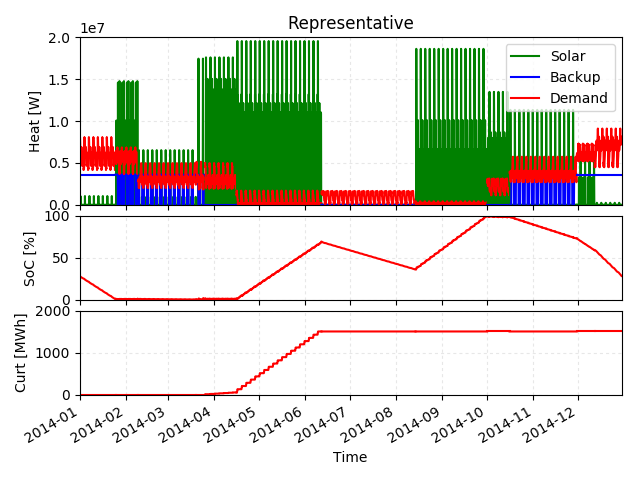 Representative
1e7
Heat [W]
2.0
1.5
1.0
0.5
0.0
Solar
Backup
Demand
SoC [%]
100
50
0
Curt [MWh]
2000
1000
0
2014-01
2014-02
2014-03
2014-04
2014-05
2014-06
2014-07
2014-08
2014-09
2014-10
2014-11
2014-12
Time